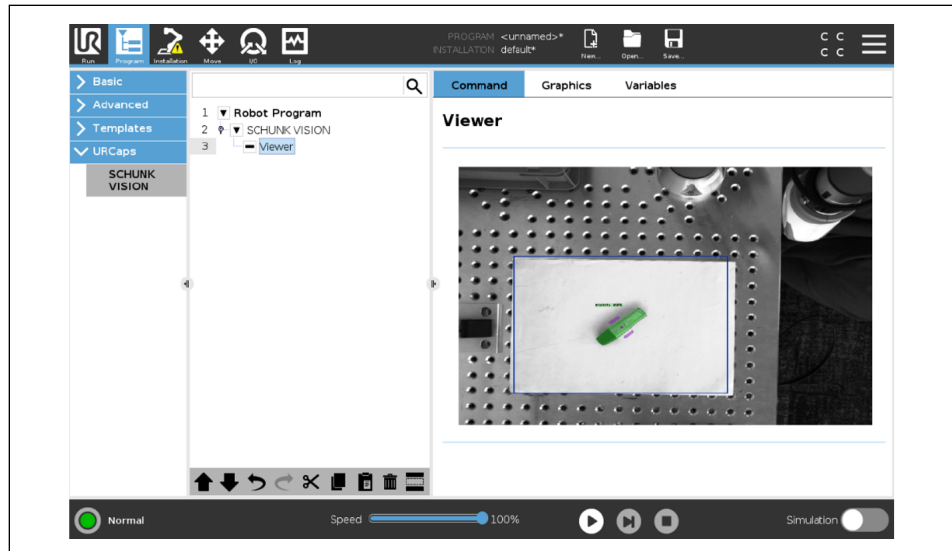 UR
Run
Program
Installation
Move
I/O
Log
PROGRAM <unnamed>*
INSTALLATION default*
New...
Open...
Save...
C C
C C
Basic
Advanced
Templates
URCaps
SCHUNK
VISION
1 Robot Program
2 SCHUNK VISION
3 Viewer
Command Graphics Variables
Viewer
Normal
Speed 100%
Simulation